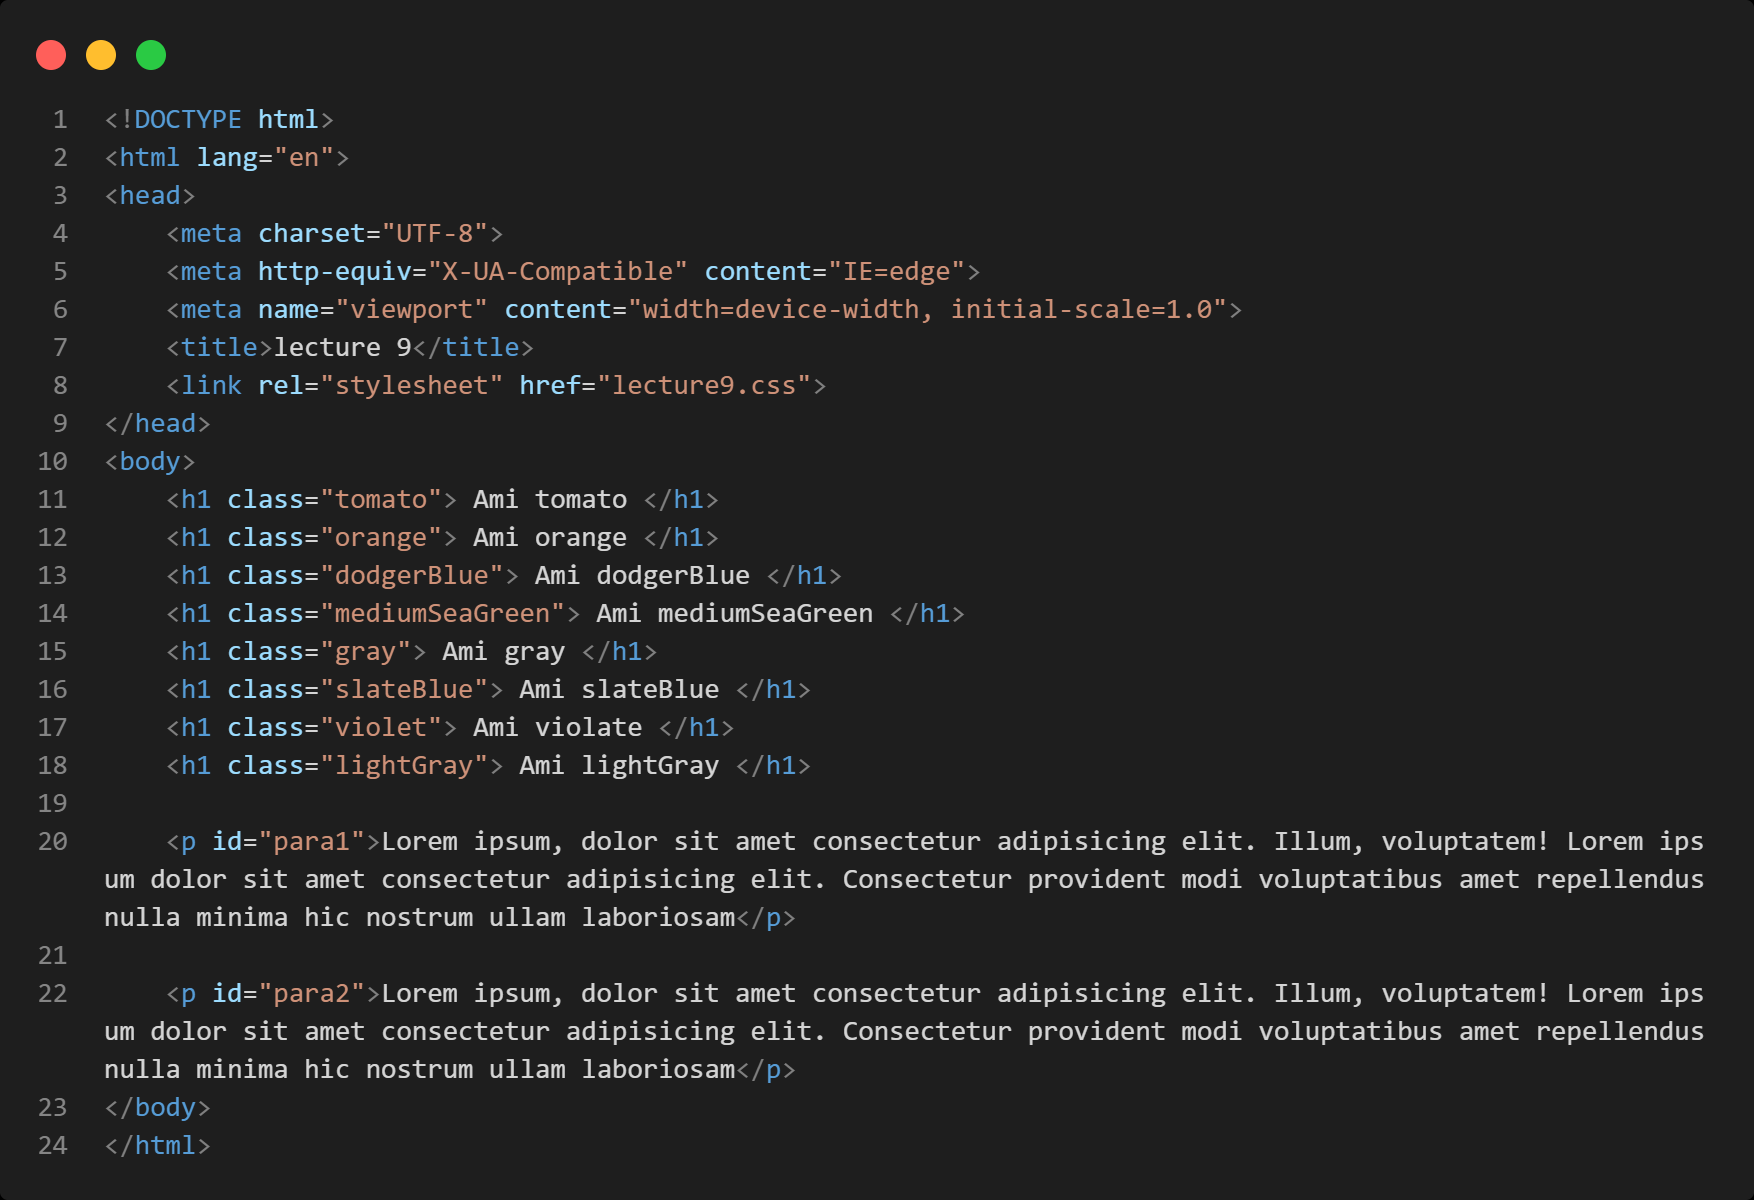 1 <!DOCTYPE html>
2 <html lang="en">
3 <head>
4     <meta charset="UTF-8">
5     <meta http-equiv="X-UA-Compatible" content="IE=edge">
6     <meta name="viewport" content="width=device-width, initial-scale=1.0">
7     <title>lecture 9</title>
8     <link rel="stylesheet" href="lecture9.css">
9 </head>
10 <body>
11     <h1 class="tomato"> Ami tomato </h1>
12     <h1 class="orange"> Ami orange </h1>
13     <h1 class="dodgerBlue"> Ami dodgerBlue </h1>
14     <h1 class="mediumSeaGreen"> Ami mediumSeaGreen </h1>
15     <h1 class="gray"> Ami gray </h1>
16     <h1 class="slateBlue"> Ami slateBlue </h1>
17     <h1 class="violet"> Ami violate </h1>
18     <h1 class="lightGray"> Ami lightGray </h1>
19
20     <p id="para1">Lorem ipsum, dolor sit amet consectetur adipisicing elit. Illum, voluptatem! Lorem ips
um dolor sit amet consectetur adipisicing elit. Consectetur provident modi voluptatibus amet repellendus
nulla minima hic nostrum ullam laboriosam</p>
21
22     <p id="para2">Lorem ipsum, dolor sit amet consectetur adipisicing elit. Illum, voluptatem! Lorem ips
um dolor sit amet consectetur adipisicing elit. Consectetur provident modi voluptatibus amet repellendus
nulla minima hic nostrum ullam laboriosam</p>
23 </body>
24 </html>